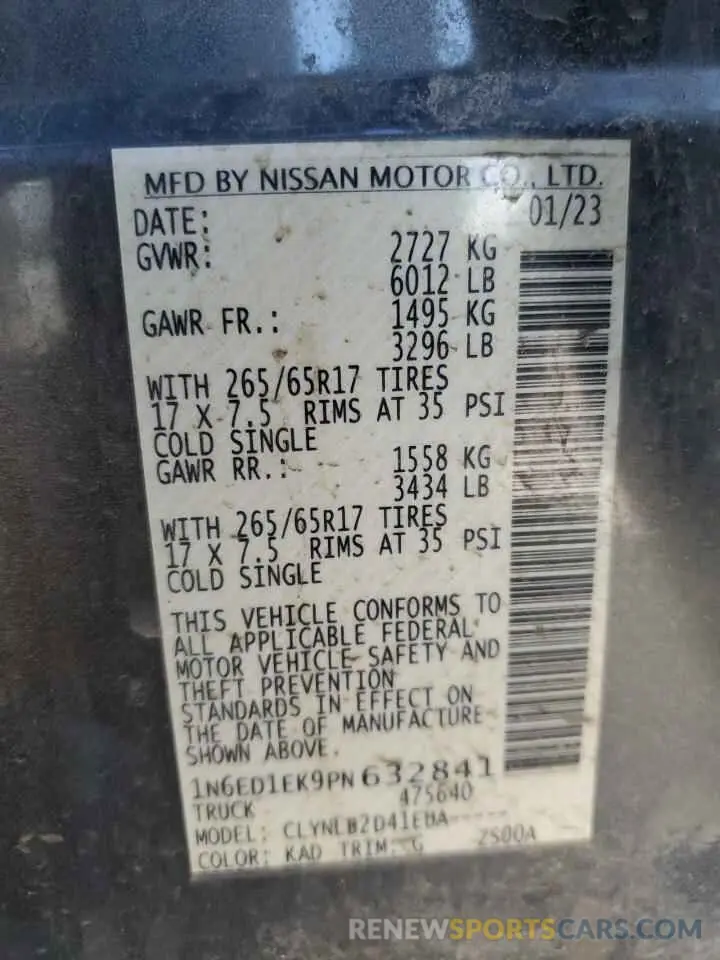 MFD BY NISSAN MOTOR CO., LTD.
DATE: 01/23
GVWR: 2727 KG
6012 LB
GAWR FR.: 1495 KG
3296 LB
WITH 265/65R17 TIRES
17 X 7.5 RIMS AT 35 PSI
COLD SINGLE
GAWR RR.: 1558 KG
3434 LB
WITH 265/65R17 TIRES
17 X 7.5 RIMS AT 35 PSI
COLD SINGLE
THIS VEHICLE CONFORMS TO
ALL APPLICABLE FEDERAL
MOTOR VEHICLE SAFETY AND
THEFT PREVENTION
STANDARDS IN EFFECT ON
THE DATE OF MANUFACTURE
SHOWN ABOVE.
1N6ED1EK9PN632841
TRUCK 475640
MODEL: CLYNLB2D41EUA-----
COLOR: KAD TRIM: G 2500A
RENEWSPORTSCARS.COM